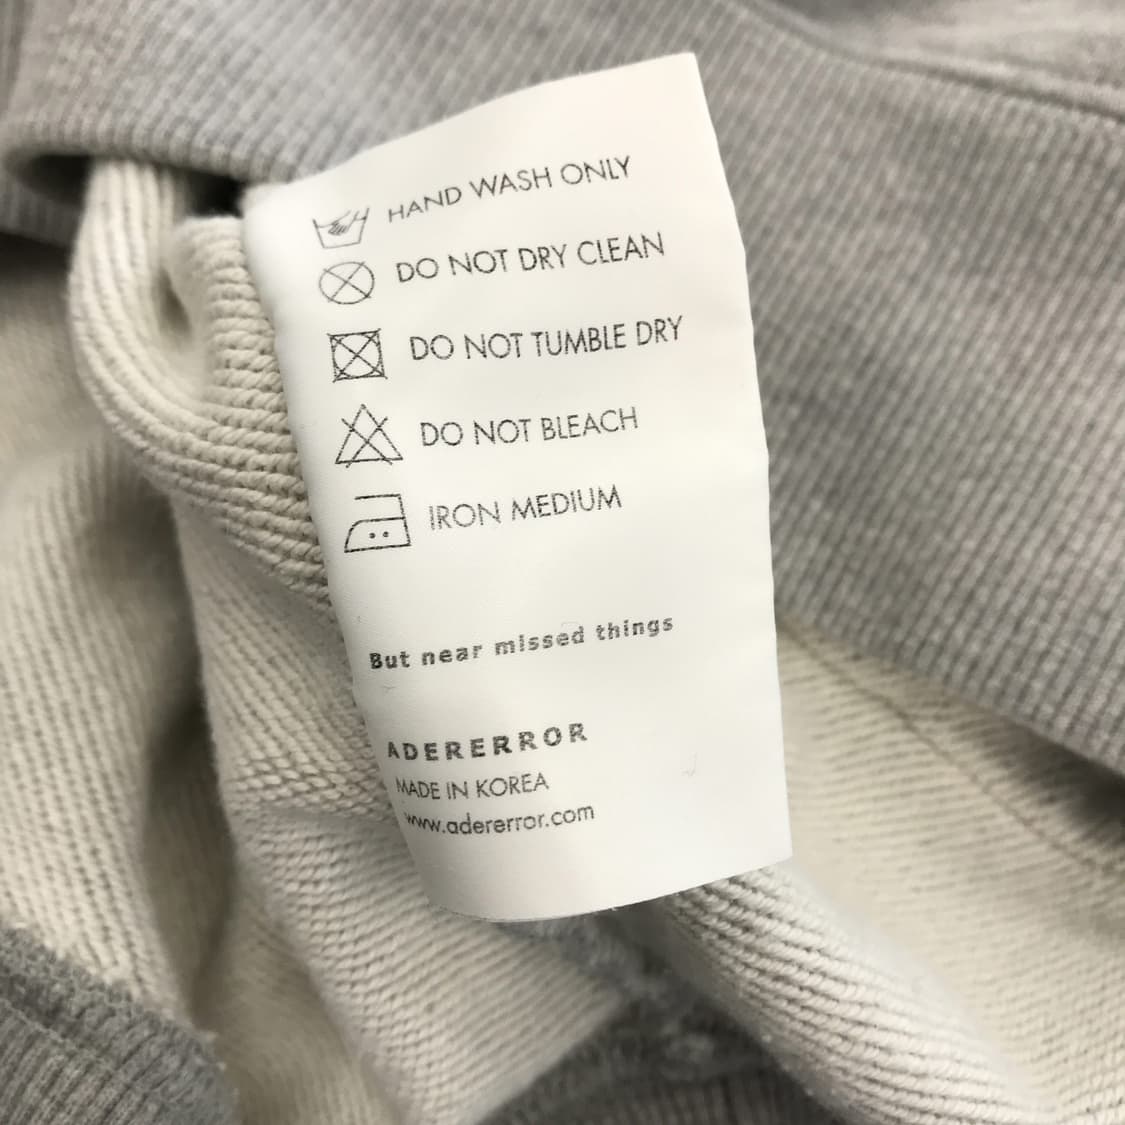 HAND WASH ONLY
DO NOT DRY CLEAN
DO NOT TUMBLE DRY
DO NOT BLEACH
IRON MEDIUM
But near missed things
ADERERROR
MADE IN KOREA
www.adererror.com